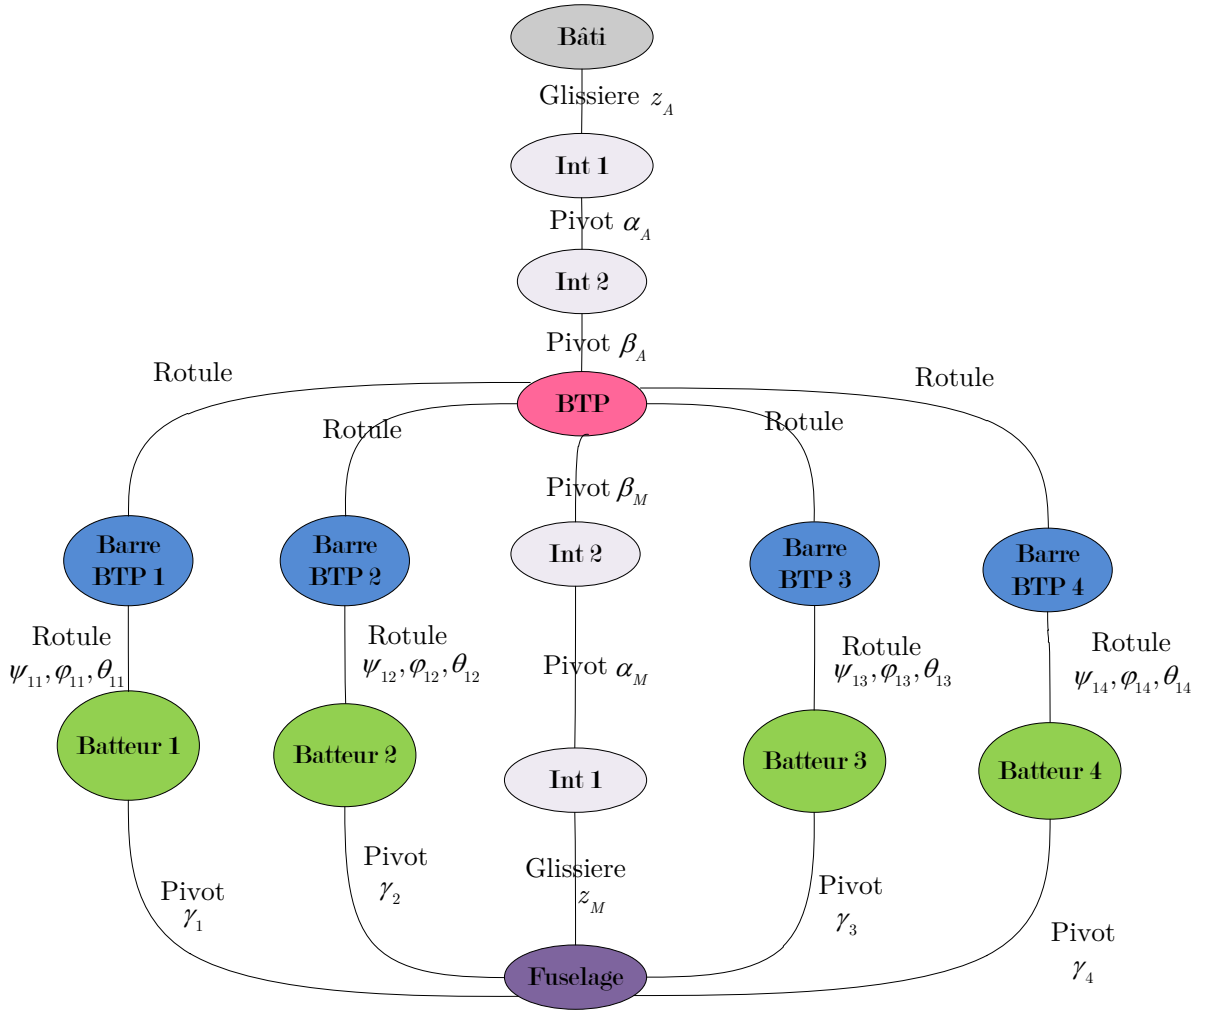 Bâti
Glissiere z_A
Int 1
Pivot α_A
Int 2
Pivot β_A
Rotule
Rotule
BTP
Rotule
Rotule
Pivot β_M
Barre
BTP 1
Barre
BTP 2
Int 2
Barre
BTP 3
Barre
BTP 4
Rotule
ψ_11, φ_11, θ_11
Rotule
ψ_12, φ_12, θ_12
Pivot α_M
Rotule
ψ_13, φ_13, θ_13
Rotule
ψ_14, φ_14, θ_14
Batteur 1
Batteur 2
Int 1
Batteur 3
Batteur 4
Pivot
γ_1
Pivot
γ_2
Glissiere
z_M
Pivot
γ_3
Pivot
γ_4
Fuselage